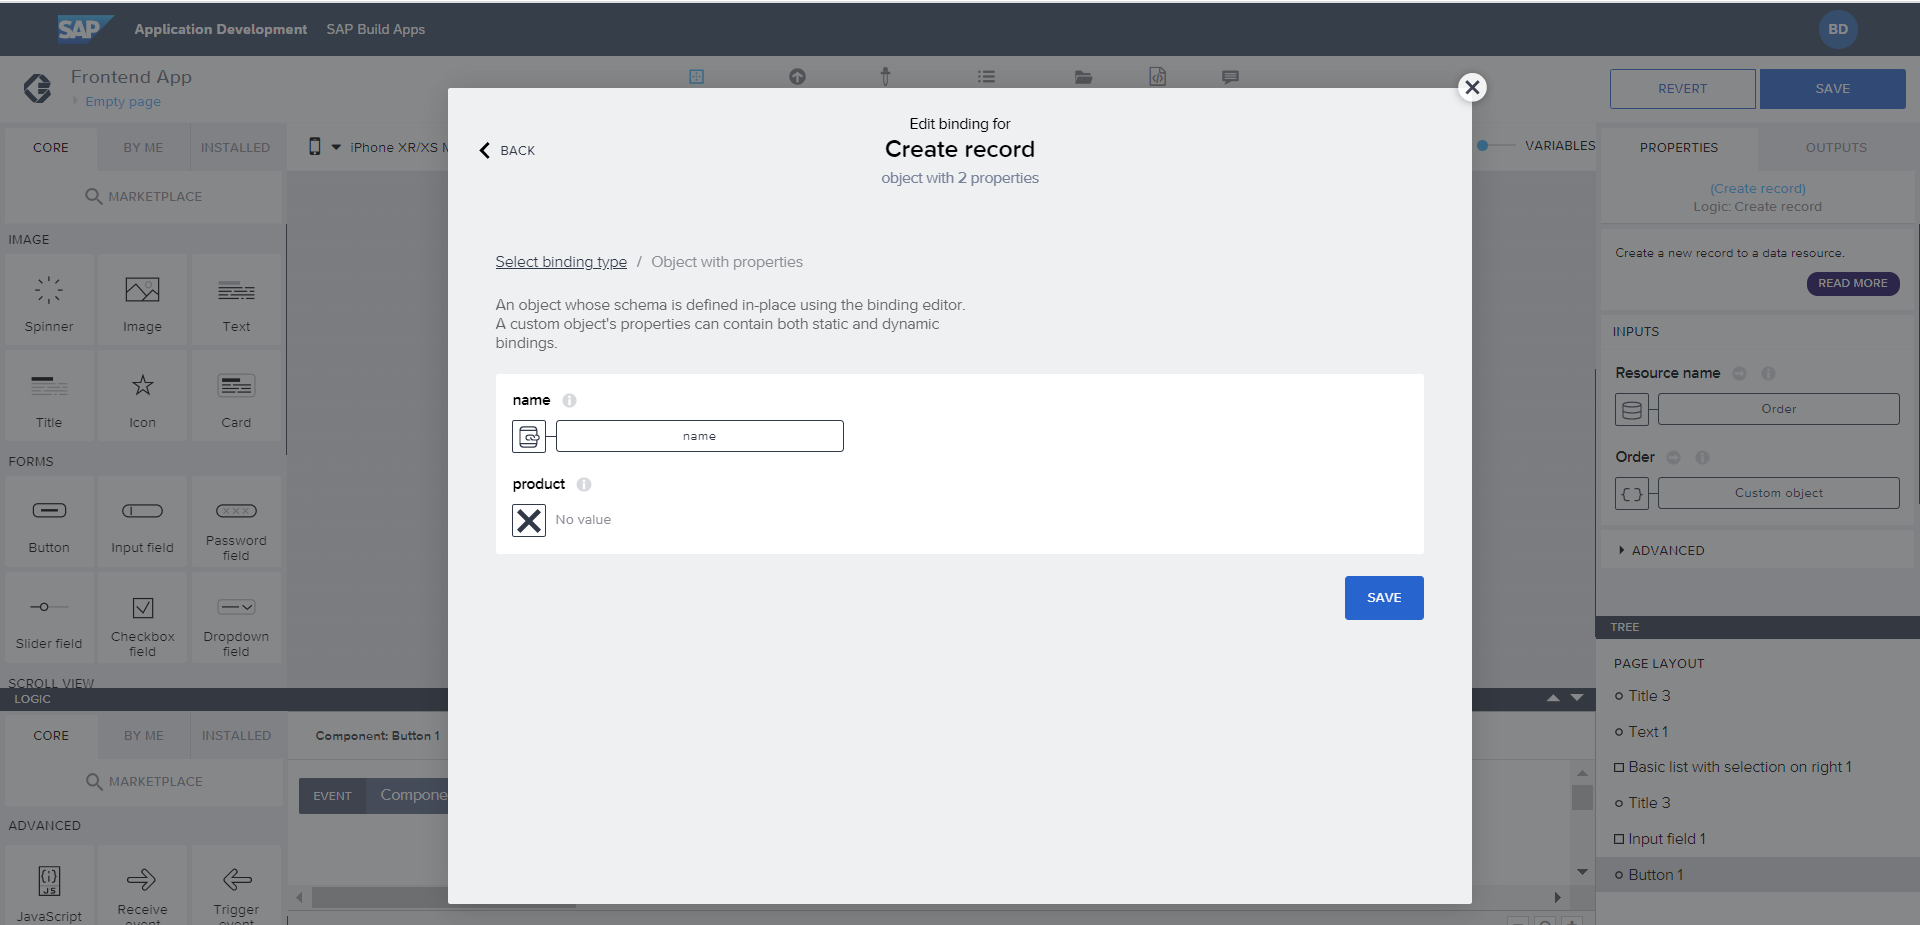 SAP
Application Development
SAP Build Apps
BD
Frontend App
Empty page
REVERT
SAVE
CORE
BY ME
INSTALLED
iPhone XR/XS M
VARIABLES
PROPERTIES
OUTPUTS
MARKETPLACE
(Create record)
Logic: Create record
Create a new record to a data resource.
READ MORE
INPUTS
Resource name
Order
Order
Custom object
ADVANCED
IMAGE
Spinner
Image
Text
Title
Icon
Card
FORMS
Button
Input field
Password
field
Slider field
Checkbox
field
Dropdown
field
SCROLL VIEW
BACK
Edit binding for
Create record
object with 2 properties
Select binding type / Object with properties
An object whose schema is defined in-place using the binding editor.
A custom object's properties can contain both static and dynamic
bindings.
name
name
product
No value
SAVE
TREE
PAGE LAYOUT
Title 3
Text 1
Basic list with selection on right 1
Title 3
Input field 1
Button 1
LOGIC
CORE
BY ME
INSTALLED
Component: Button 1
MARKETPLACE
EVENT
Compone
ADVANCED
JS
JavaScript
Receive
event
Trigger
event